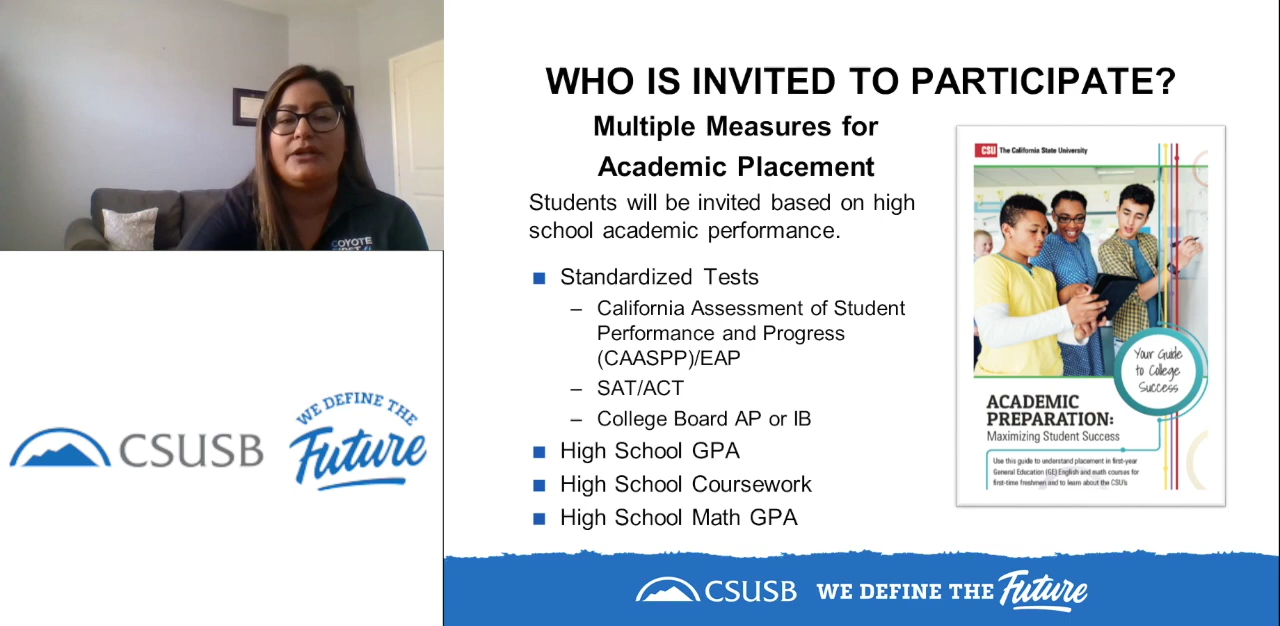 COYOTE
WHO IS INVITED TO PARTICIPATE?
Multiple Measures for
Academic Placement
Students will be invited based on high
school academic performance.
Standardized Tests
– California Assessment of Student
Performance and Progress
(CAASPP)/EAP
– SAT/ACT
– College Board AP or IB
High School GPA
High School Coursework
High School Math GPA
CSU The California State University
Your Guide
to College
Success
ACADEMIC
PREPARATION:
Maximizing Student Success
Use this guide to understand placement in first-year
General Education (GE) English and math courses for
first-time freshmen and to learn about the CSU's
CSUSB
WE DEFINE THE
Future
CSUSB WE DEFINE THE Future